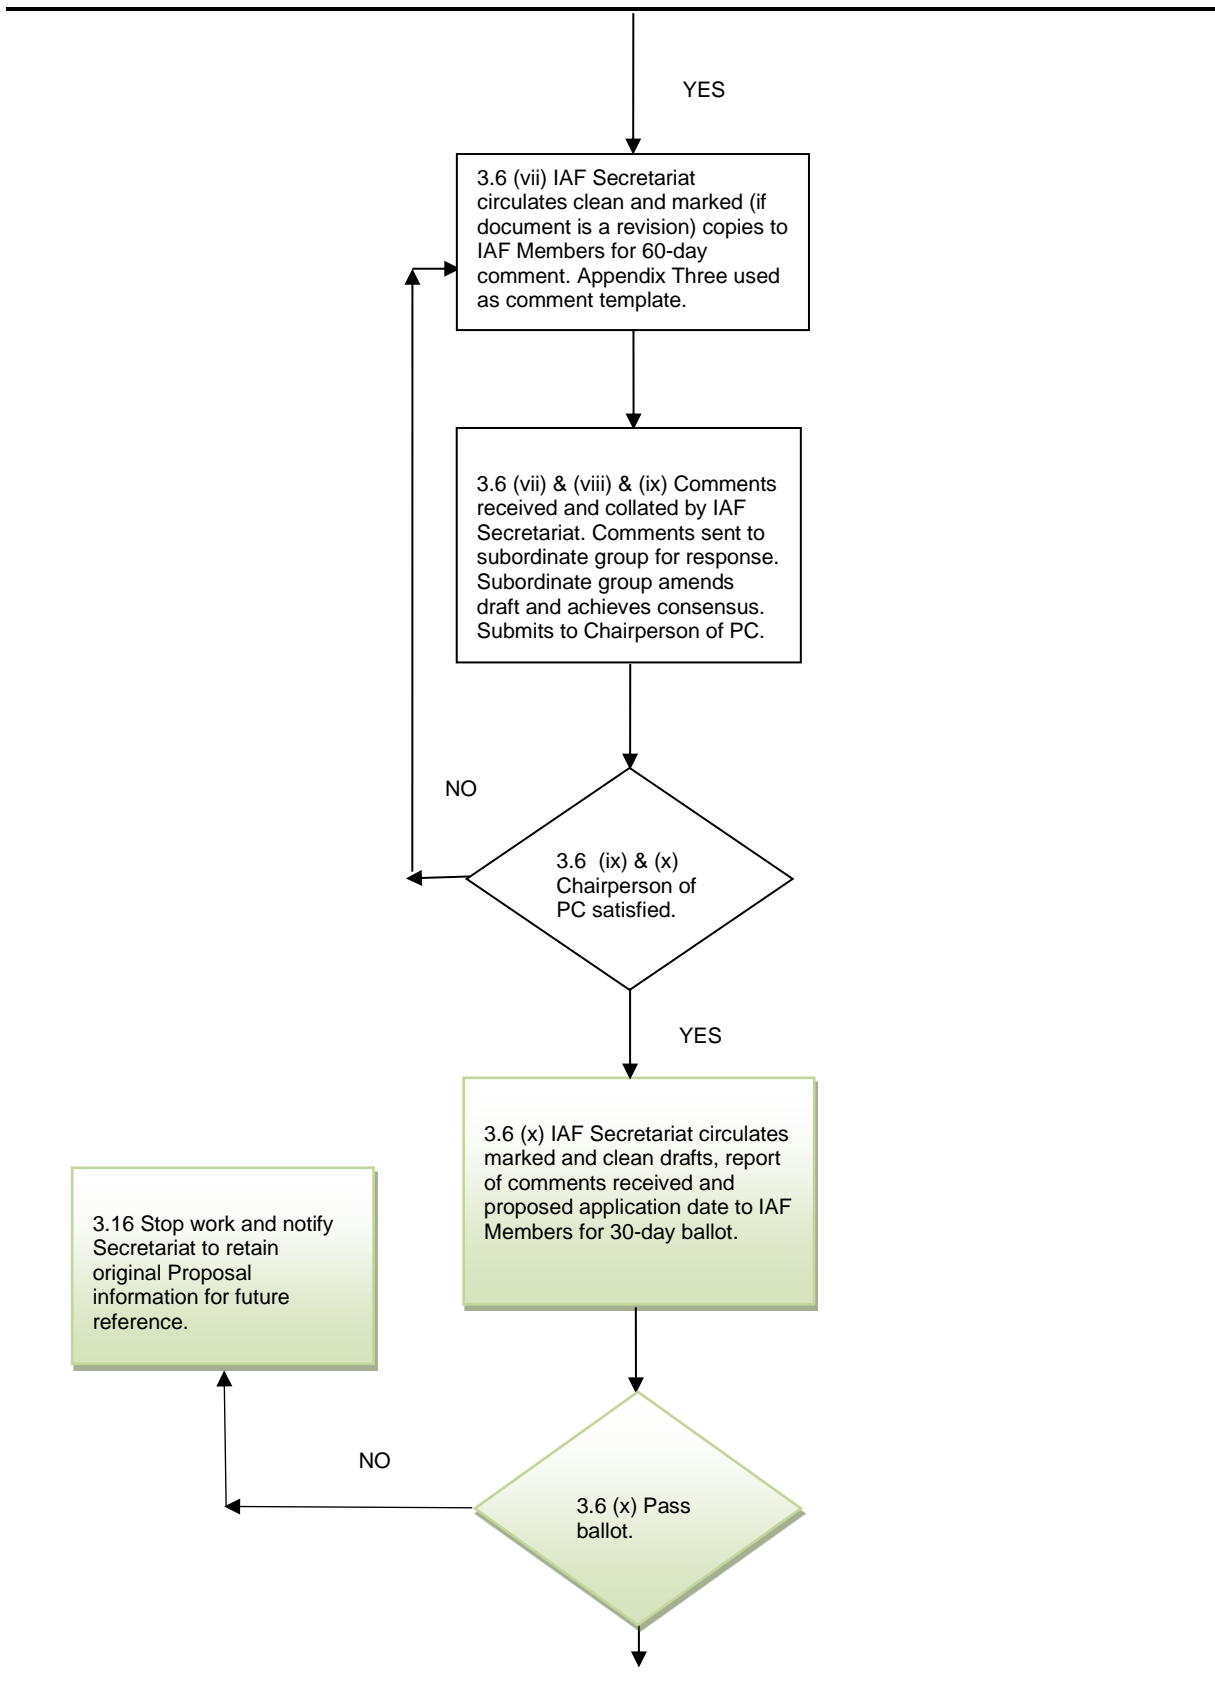 YES
3.6 (vii) IAF Secretariat
circulates clean and marked (if
document is a revision) copies to
IAF Members for 60-day
comment. Appendix Three used
as comment template.
3.6 (vii) & (viii) & (ix) Comments
received and collated by IAF
Secretariat. Comments sent to
subordinate group for response.
Subordinate group amends
draft and achieves consensus.
Submits to Chairperson of PC.
NO
3.6 (ix) & (x)
Chairperson of
PC satisfied.
YES
3.6 (x) IAF Secretariat circulates
marked and clean drafts, report
of comments received and
proposed application date to IAF
Members for 30-day ballot.
3.16 Stop work and notify
Secretariat to retain
original Proposal
information for future
reference.
NO
3.6 (x) Pass
ballot.